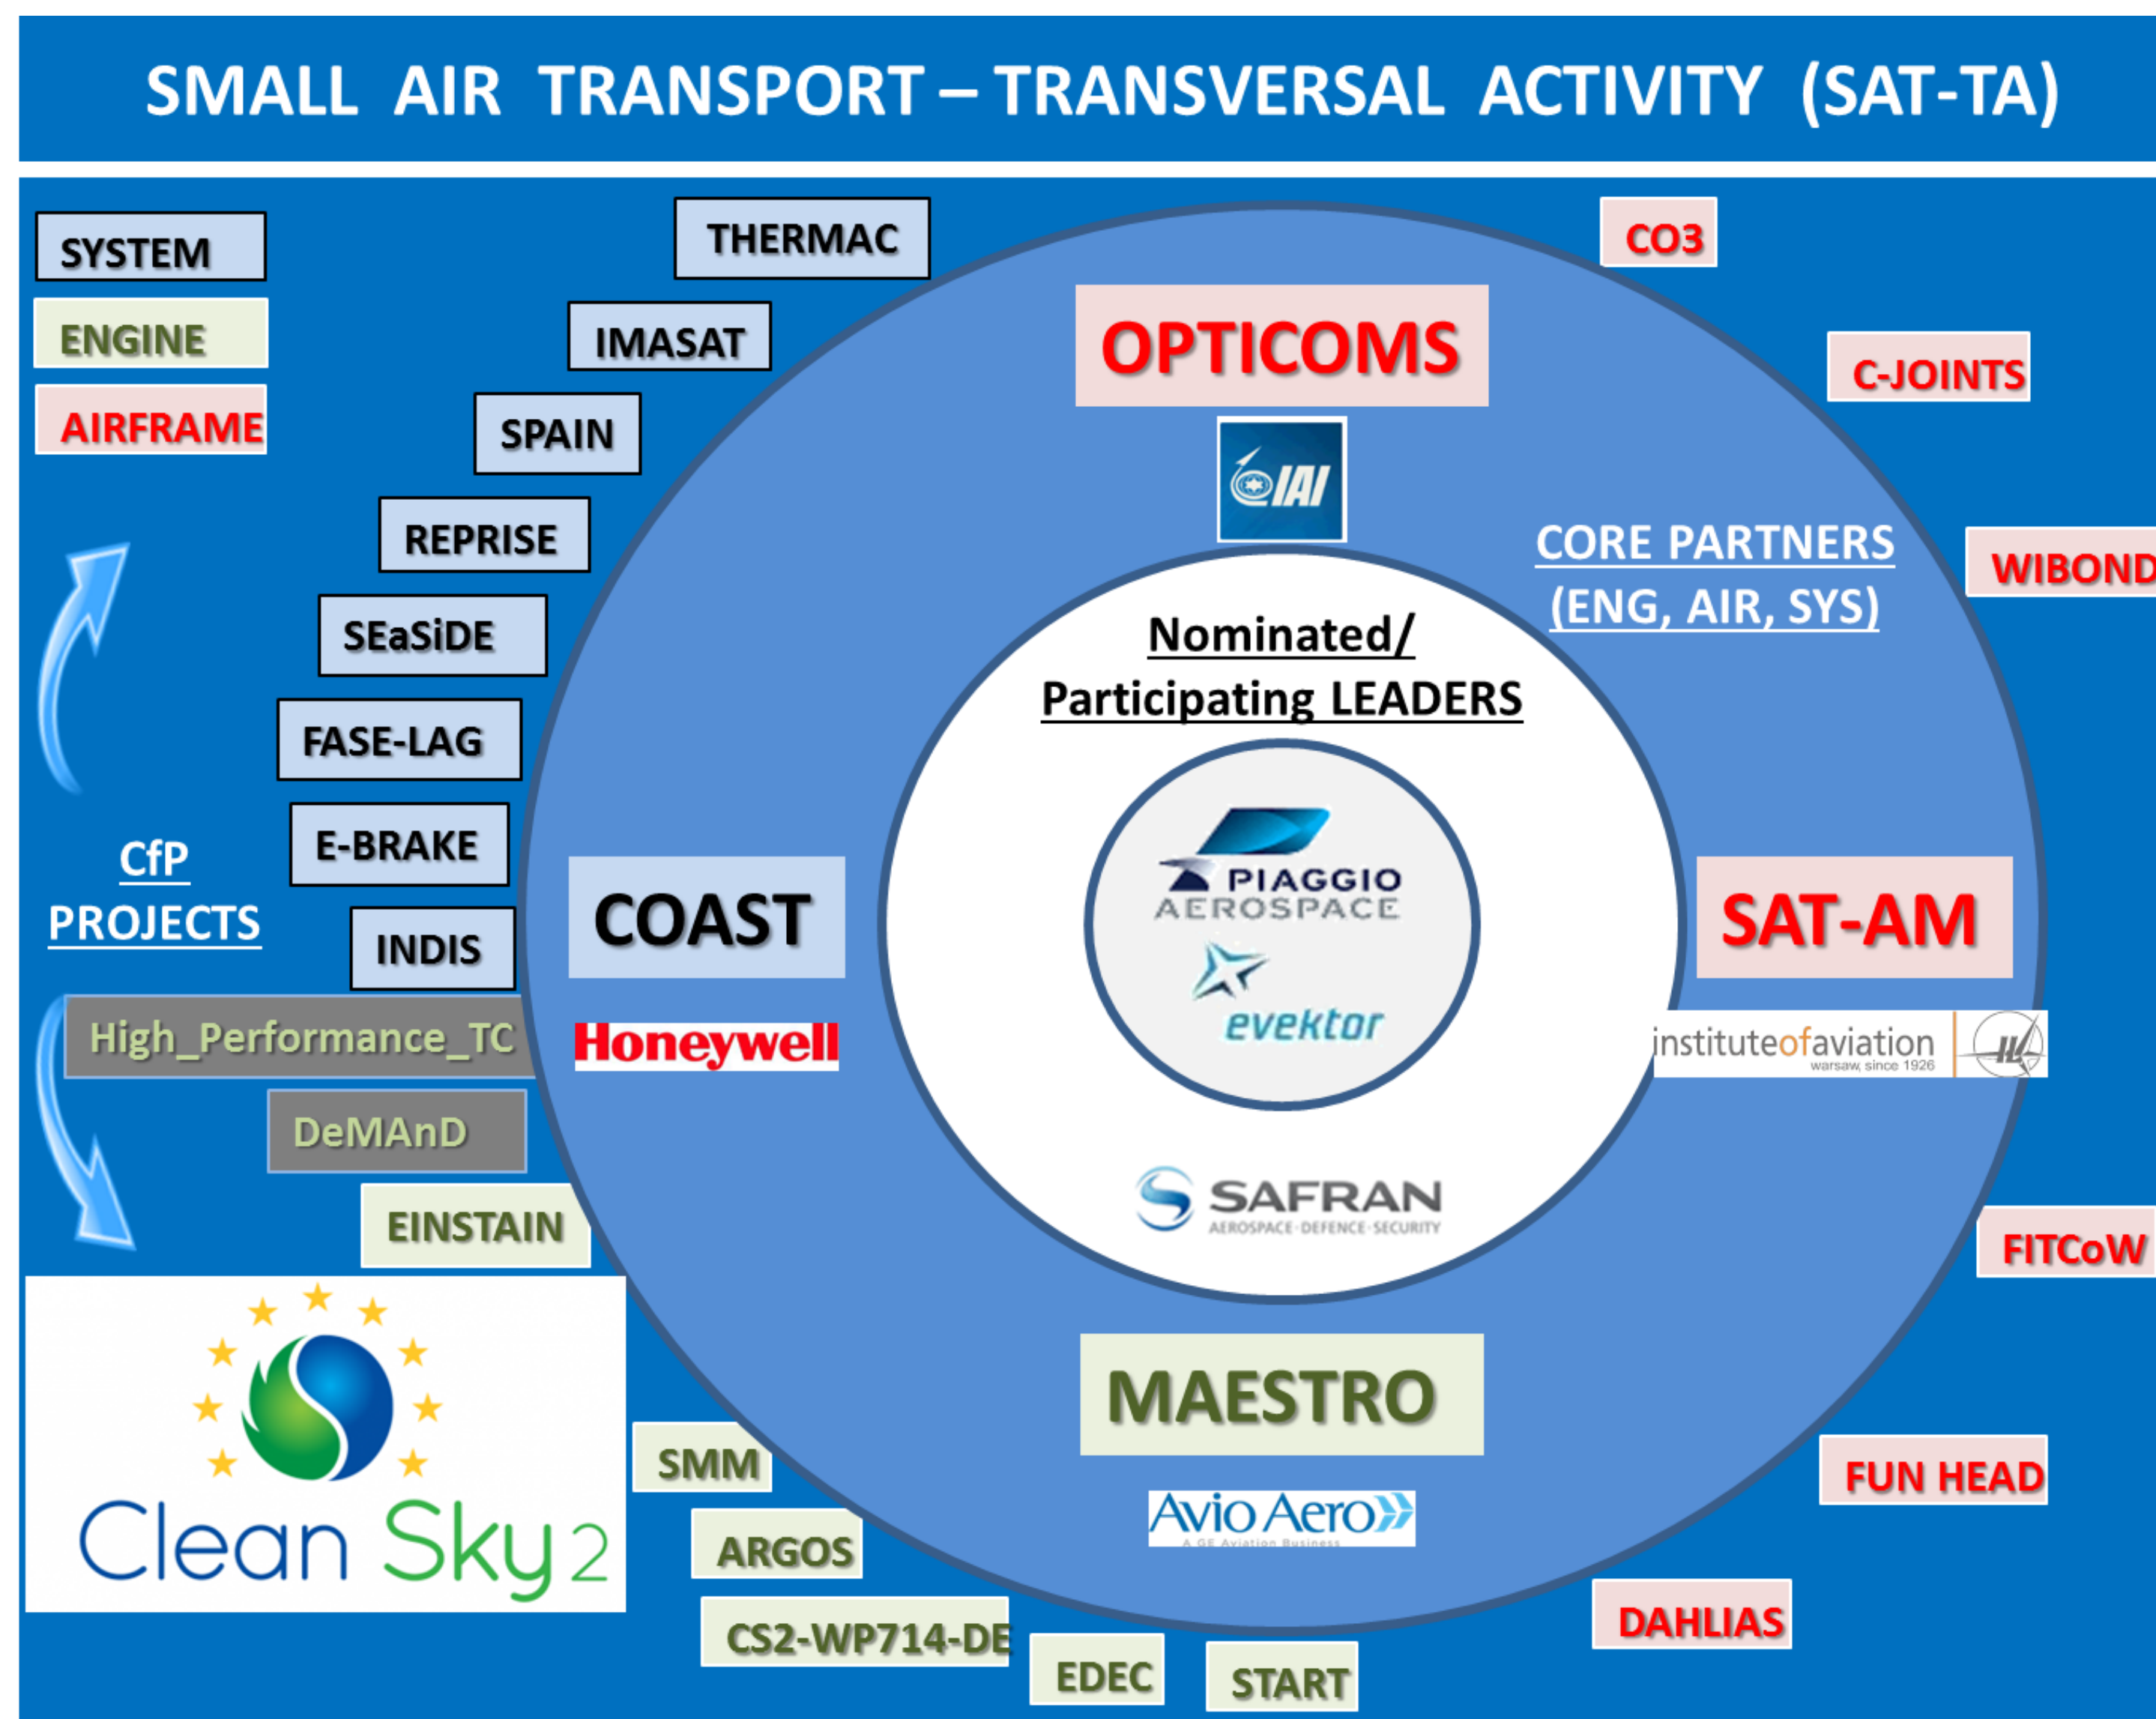 SMALL AIR TRANSPORT – TRANSVERSAL ACTIVITY (SAT-TA)
SYSTEM
ENGINE
AIRFRAME
THERMAC
IMASAT
SPAIN
REPRISE
SEaSiDE
FASE-LAG
E-BRAKE
INDIS
CfP
PROJECTS
High_Performance_TC
DeMAnD
EINSTAIN
Clean Sky 2
SMM
ARGOS
CS2-WP714-DE
EDEC
START
OPTICOMS
IAI
CORE PARTNERS
(ENG, AIR, SYS)
Nominated/
Participating LEADERS
PIAGGIO
AEROSPACE
evektor
SAFRAN
AEROSPACE · DEFENCE · SECURITY
COAST
Honeywell
SAT-AM
instituteofaviation
warsaw, since 1926
MAESTRO
Avio Aero
A GE Aviation Business
CO3
C-JOINTS
WIBOND
FITCoW
FUN HEAD
DAHLIAS